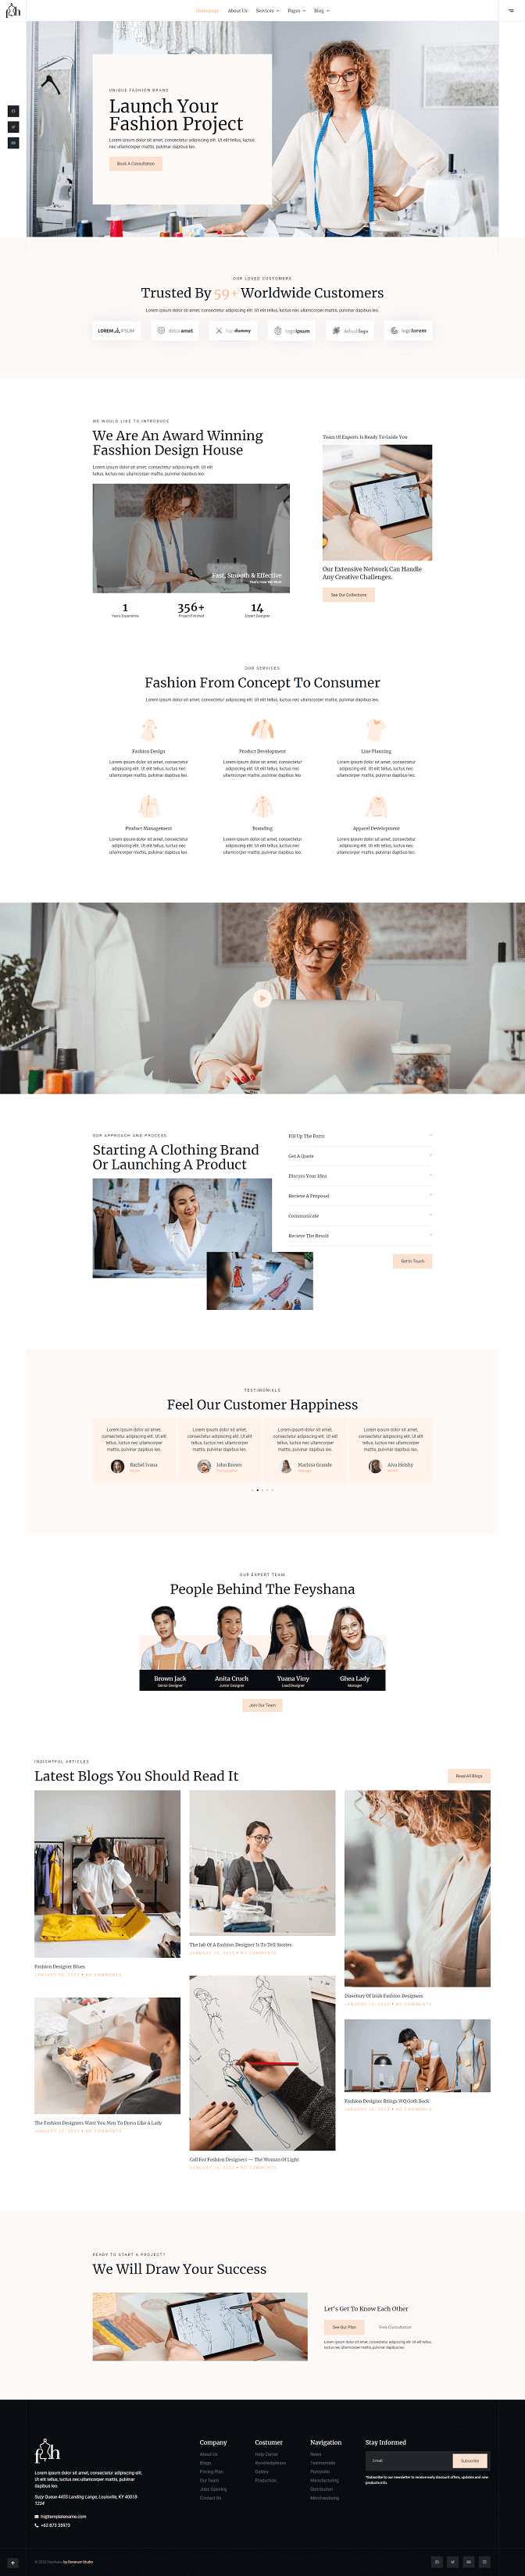 fsh
Homepage
About Us
Services
Pages
Blog
UNIQUE FASHION BRAND
Launch Your
Fashion Project
Lorem ipsum dolor sit amet, consectetur adipiscing elit. Ut elit tellus, luctus
nec ullamcorper mattis, pulvinar dapibus leo.
Book A Consultation
OUR LOVED CUSTOMERS
Trusted By 59+ Worldwide Customers
Lorem ipsum dolor sit amet, consectetur adipiscing elit. Ut elit tellus, luctus nec ullamcorper mattis, pulvinar dapibus leo.
LOREM IPSUM
dolor amet
logo dummy
logo ipsum
default logo
logo lorem
WE WOULD LIKE TO INTRODUCE
We Are An Award Winning
Fasshion Design House
Lorem ipsum dolor sit amet, consectetur adipiscing elit. Ut elit
tellus, luctus nec ullamcorper mattis, pulvinar dapibus leo.
Fast, Smooth & Effective
That's How We Work
1
Years Experience
356+
Project Finished
14
Expert Designer
Team Of Experts Is Ready To Guide You
Our Extensive Network Can Handle
Any Creative Challenges.
See Our Collections
OUR SERVICES
Fashion From Concept To Consumer
Lorem ipsum dolor sit amet, consectetur adipiscing elit. Ut elit tellus, luctus nec ullamcorper mattis, pulvinar dapibus leo.
Fashion Design
Lorem ipsum dolor sit amet, consectetur
adipiscing elit. Ut elit tellus, luctus nec
ullamcorper mattis, pulvinar dapibus leo.
Product Development
Lorem ipsum dolor sit amet, consectetur
adipiscing elit. Ut elit tellus, luctus nec
ullamcorper mattis, pulvinar dapibus leo.
Line Planning
Lorem ipsum dolor sit amet, consectetur
adipiscing elit. Ut elit tellus, luctus nec
ullamcorper mattis, pulvinar dapibus leo.
Product Management
Lorem ipsum dolor sit amet, consectetur
adipiscing elit. Ut elit tellus, luctus nec
ullamcorper mattis, pulvinar dapibus leo.
Branding
Lorem ipsum dolor sit amet, consectetur
adipiscing elit. Ut elit tellus, luctus nec
ullamcorper mattis, pulvinar dapibus leo.
Apparel Development
Lorem ipsum dolor sit amet, consectetur
adipiscing elit. Ut elit tellus, luctus nec
ullamcorper mattis, pulvinar dapibus leo.
OUR APPROACH AND PROCESS
Starting A Clothing Brand
Or Launching A Product
Fill Up The Form
Get A Quote
Discuss Your Idea
Recieve A Proposal
Communicate
Recieve The Result
Get In Touch
TESTIMONIALS
Feel Our Customer Happiness
Lorem ipsum dolor sit amet,
consectetur adipiscing elit. Ut elit
tellus, luctus nec ullamcorper
mattis, pulvinar dapibus leo.
Rachel Ivana
Model
Lorem ipsum dolor sit amet,
consectetur adipiscing elit. Ut elit
tellus, luctus nec ullamcorper
mattis, pulvinar dapibus leo.
John Brown
Photographer
Lorem ipsum dolor sit amet,
consectetur adipiscing elit. Ut elit
tellus, luctus nec ullamcorper
mattis, pulvinar dapibus leo.
Marissa Grande
Manager
Lorem ipsum dolor sit amet,
consectetur adipiscing elit. Ut elit
tellus, luctus nec ullamcorper
mattis, pulvinar dapibus leo.
Alva Helsby
Model
OUR EXPERT TEAM
People Behind The Feyshana
Brown Jack
Senior Designer
Anita Cruch
Junior Designer
Yuana Viny
Lead Designer
Ghea Lady
Manager
Join Our Team
INSIGHTFUL ARTICLES
Latest Blogs You Should Read It
Read All Blogs
Fashion Designer Blues
JANUARY 10, 2022 • NO COMMENTS
The Job Of A Fashion Designer Is To Tell Stories
JANUARY 10, 2022 • NO COMMENTS
Directory Of Irish Fashion Designers
JANUARY 10, 2022 • NO COMMENTS
The Fashion Designers Want You Men To Dress Like A Lady
JANUARY 10, 2022 • NO COMMENTS
Call For Fashion Designers — The Woman Of Light
JANUARY 10, 2022 • NO COMMENTS
Fashion Designer Brings WQ Goth Back
JANUARY 10, 2022 • NO COMMENTS
READY TO START A PROJECT?
We Will Draw Your Success
Let's Get To Know Each Other
See Our Plan
Free Consultation
Lorem ipsum dolor sit amet, consectetur adipiscing elit. Ut elit tellus,
luctus nec ullamcorper mattis, pulvinar dapibus leo.
Lorem ipsum dolor sit amet, consectetur adipiscing elit.
Ut elit tellus, luctus nec ullamcorper mattis, pulvinar
dapibus leo.
Suzy Queue 4455 Landing Lange, Louisville, KY 40018-
1234
hi@templatesnamo.com
+62 873 35973
Company
About Us
Blogs
Pricing Plan
Our Team
Jobs Opening
Contact Us
Costumer
Help Center
Knowledgebase
Gallery
Production
Navigation
News
Testimonials
Portofolio
Manufacturing
Distribution
Merchandising
Stay Informed
Email
Subscribe
*Subscribe to our newsletter to receive early discount offers, updates and new
products info.